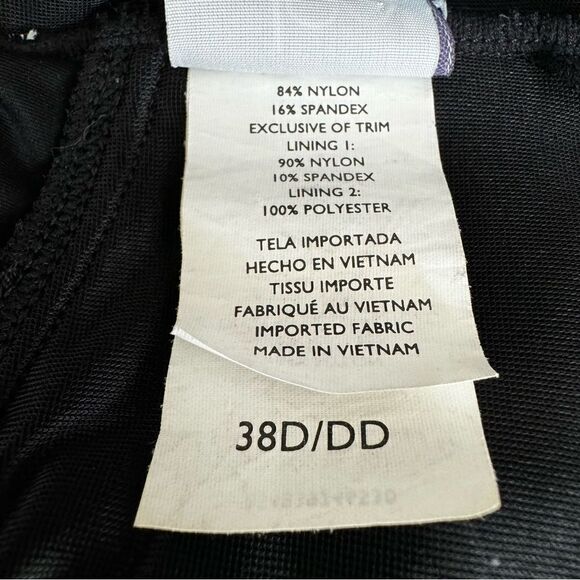 84% NYLON
16% SPANDEX
EXCLUSIVE OF TRIM
LINING 1:
90% NYLON
10% SPANDEX
LINING 2:
100% POLYESTER
TELA IMPORTADA
HECHO EN VIETNAM
TISSU IMPORTE
FABRIQUÉ AU VIETNAM
IMPORTED FABRIC
MADE IN VIETNAM
38D/DD